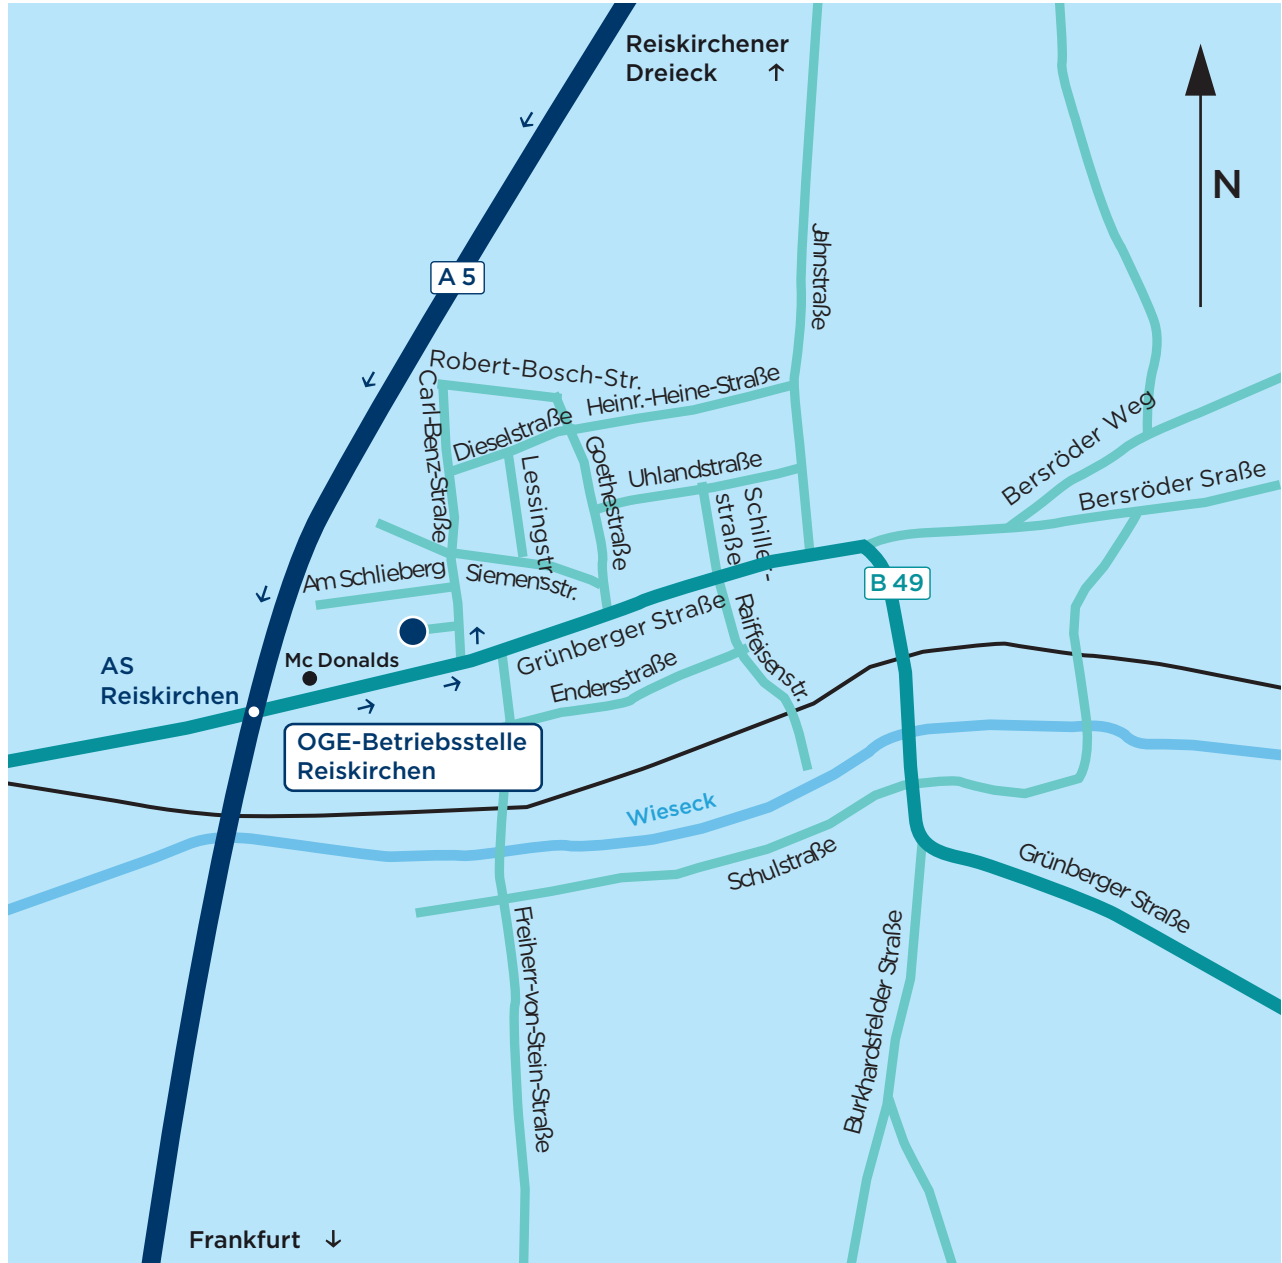 Reiskirchener
Dreieck ↑
N
A 5
Jahnstraße
Robert-Bosch-Str.
Heinr.-Heine-Straße
Carl-Benz-Straße
Dieselstraße
Goethestraße
Lessingstr.
Uhlandstraße
Schiller-
straße
Bersröder Weg
Bersröder Sraße
Am Schlieberg
Siemensstr.
B 49
Grünberger Straße
Raiffeisenstr.
Endersstraße
Mc Donalds
AS
Reiskirchen
OGE-Betriebsstelle
Reiskirchen
Wieseck
Schulstraße
Grünberger Straße
Freiherr-von-Stein-Straße
Burkhardsfelder Straße
Frankfurt ↓